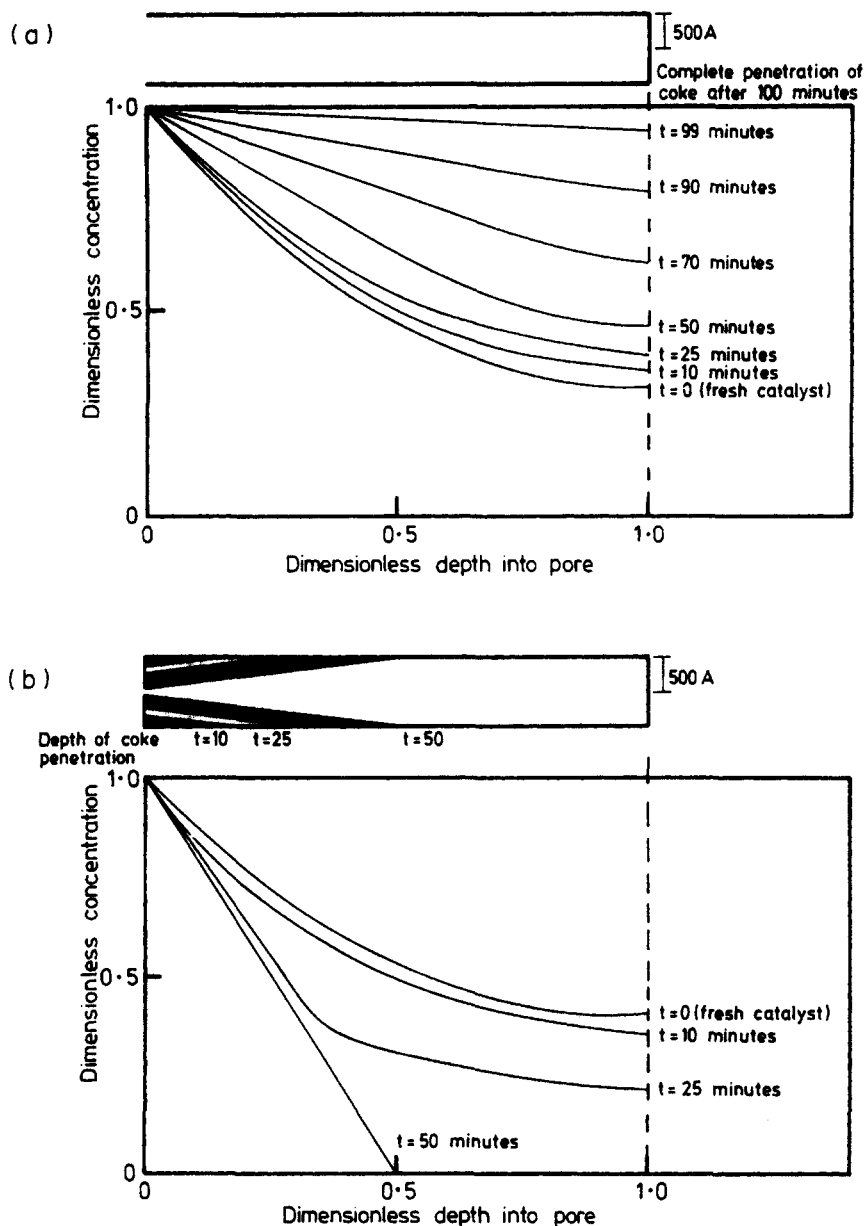 (a)
500A
Complete penetration of
coke after 100 minutes
1·0
t=99 minutes
t=90 minutes
t=70 minutes
0·5
t=50 minutes
t=25 minutes
t=10 minutes
t=0 (fresh catalyst)
0
Dimensionless concentration
0
0·5
1·0
Dimensionless depth into pore
(b)
500A
Depth of coke
penetration
t=10
t=25
t=50
1·0
0·5
t=0(fresh catalyst)
t=10 minutes
t=25 minutes
t=50 minutes
0
Dimensionless concentration
0
0·5
1·0
Dimensionless depth into pore